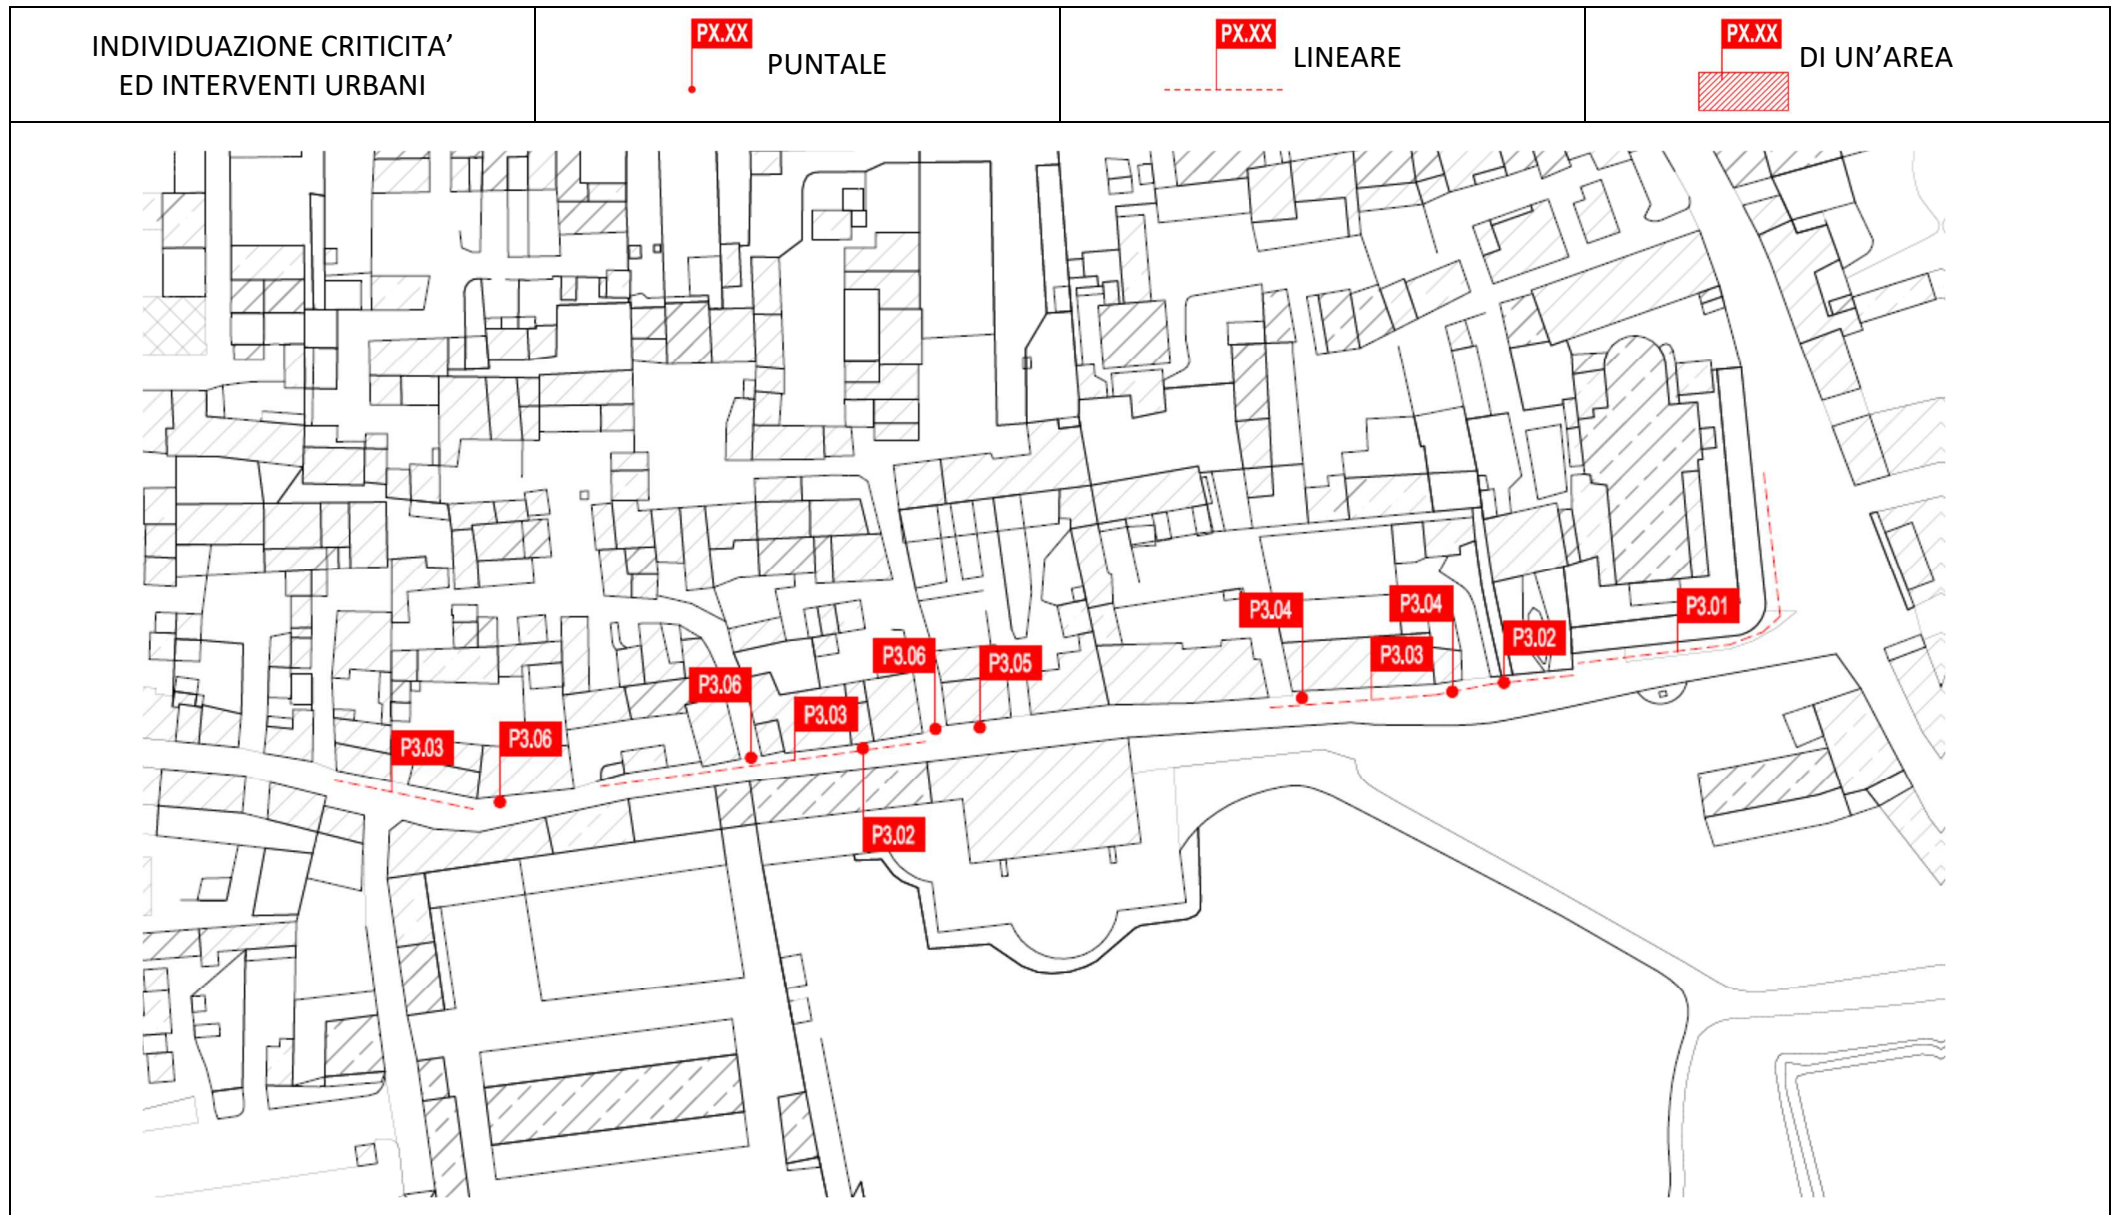 INDIVIDUAZIONE CRITICITA’
ED INTERVENTI URBANI
PX.XX
PUNTALE
PX.XX
LINEARE
PX.XX
DI UN’AREA
P3.04
P3.04
P3.01
P3.02
P3.06
P3.05
P3.03
P3.06
P3.03
P3.06
P3.03
P3.02